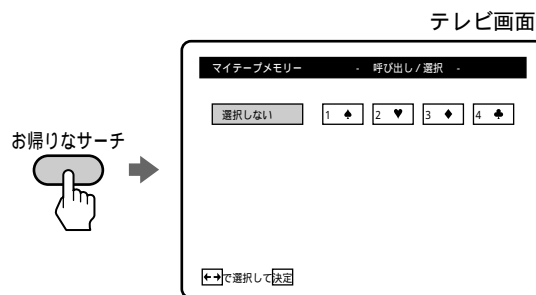 テレビ画面
マイテープメモリー - 呼び出し / 選択 -
選択しない 1 ♠ 2 ♥ 3 ♦ 4 ♣
お帰りなサーチ
←→で選択して決定